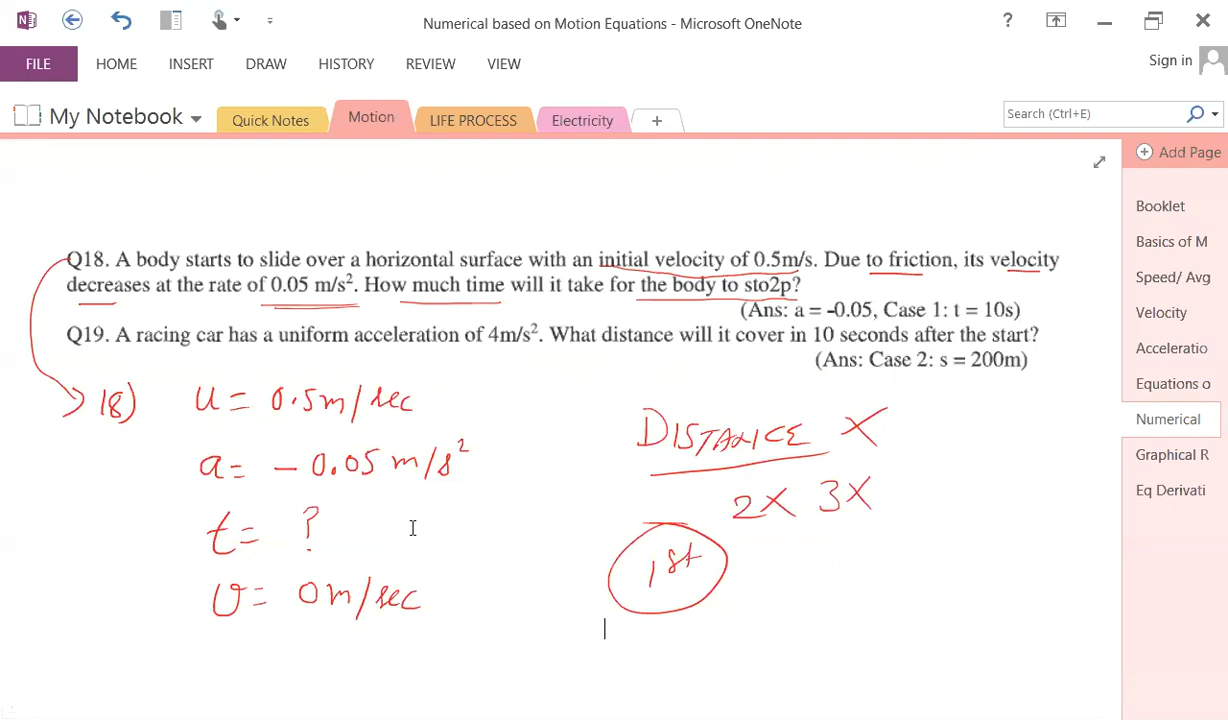 Numerical based on Motion Equations - Microsoft OneNote
?
FILE HOME INSERT DRAW HISTORY REVIEW VIEW
Sign in
My Notebook
Quick Notes Motion LIFE PROCESS Electricity +
Search (Ctrl+E)
Add Page
Booklet
Basics of M
Speed/ Avg
Velocity
Acceleratio
Equations o
Numerical
Graphical R
Eq Derivati
Q18. A body starts to slide over a horizontal surface with an initial velocity of 0.5m/s. Due to friction, its velocity
decreases at the rate of 0.05 m/s². How much time will it take for the body to sto2p?
(Ans: a = -0.05, Case 1: t = 10s)
Q19. A racing car has a uniform acceleration of 4m/s². What distance will it cover in 10 seconds after the start?
(Ans: Case 2: s = 200m)
18) u = 0.5m/sec
a = - 0.05 m/s²
t = ?
v = 0m/sec
DISTANCE X
2X 3X
1st